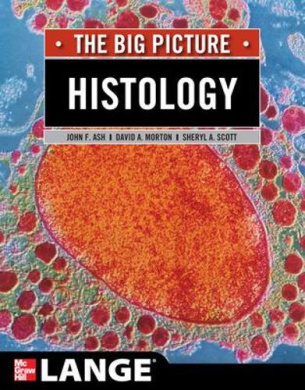 • THE BIG PICTURE •
HISTOLOGY
JOHN F. ASH | DAVID A. MORTON | SHERYL A. SCOTT
Mc
Graw
Hill
LANGE®